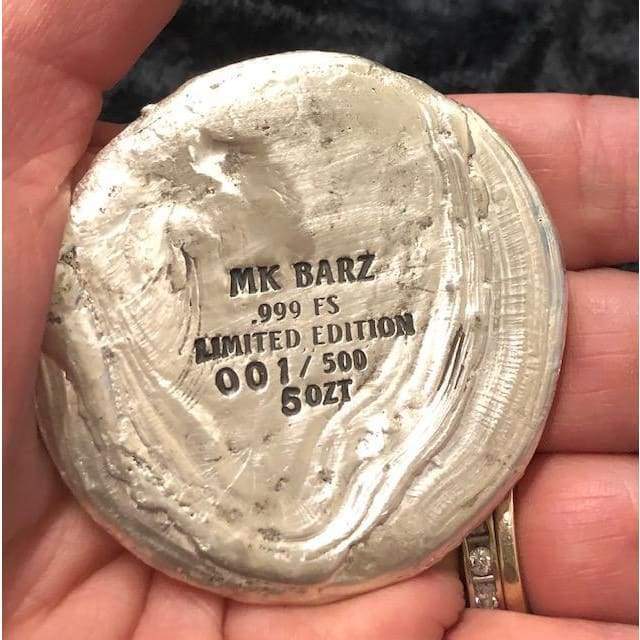 MK BARZ
.999 FS
LIMITED EDITION
001/500
5OZT